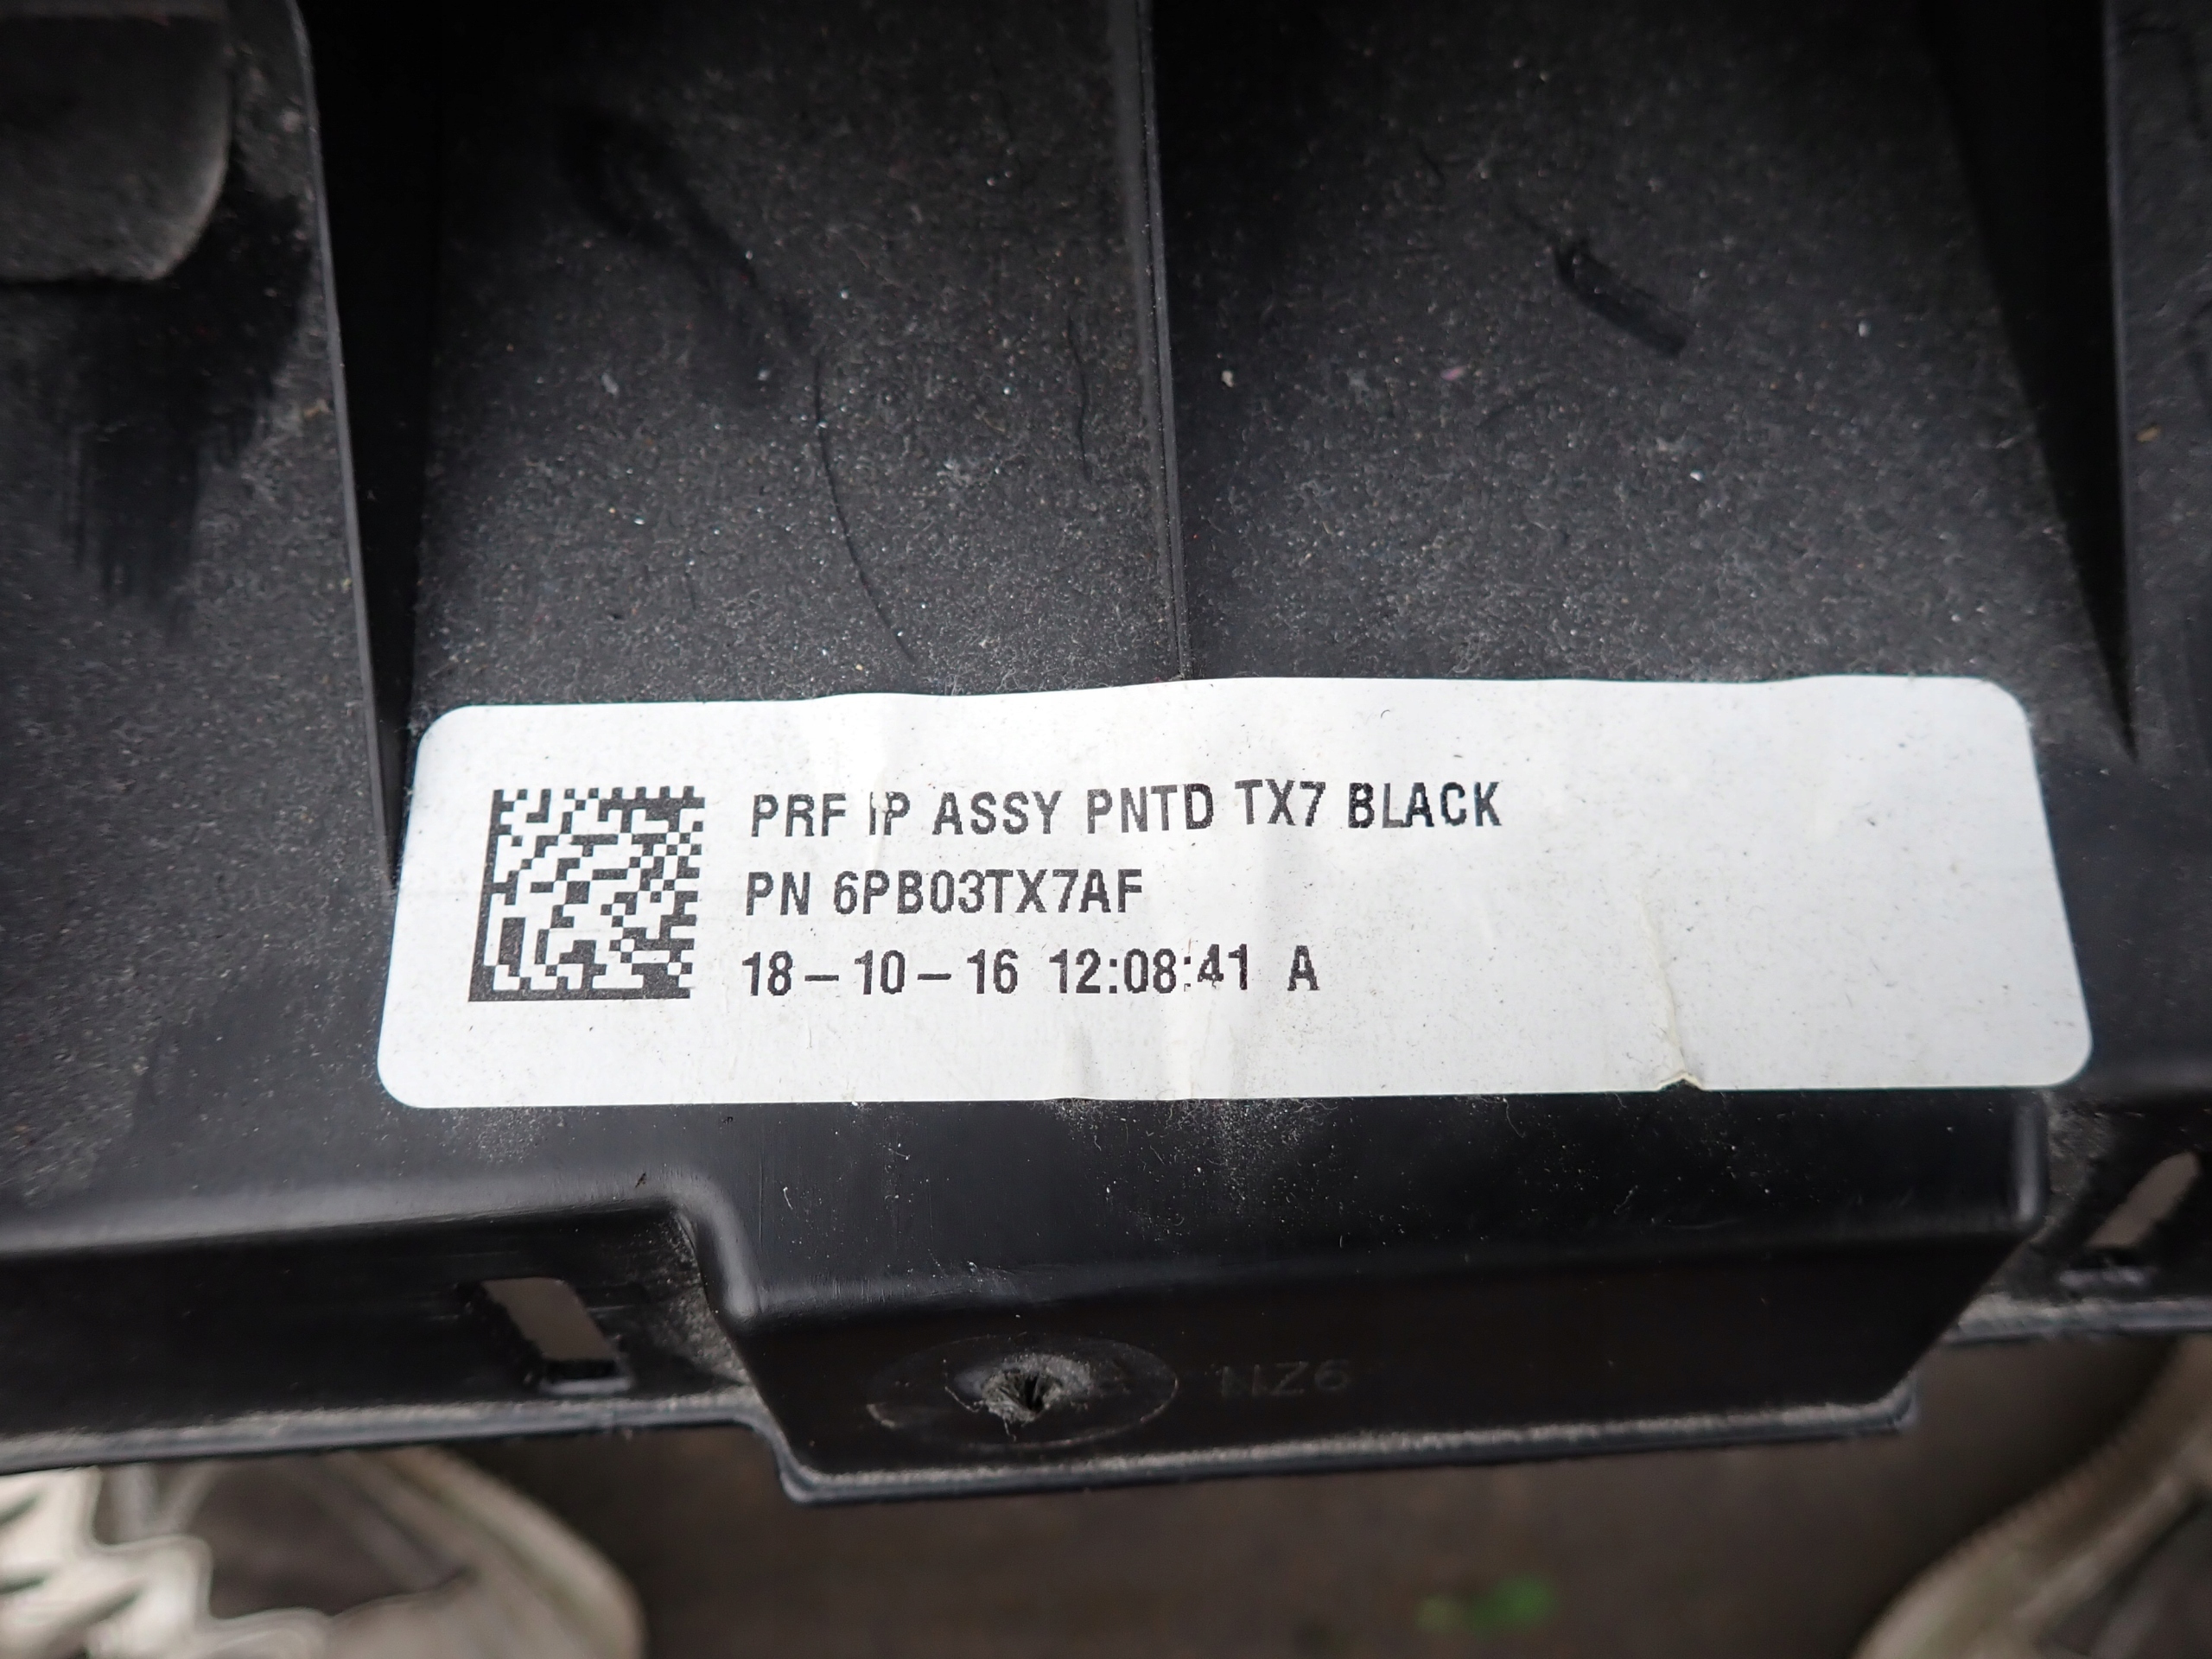 PRF IP ASSY PNTD TX7 BLACK
PN 6PB03TX7AF
18-10-16 12:08:41 A
NZ6